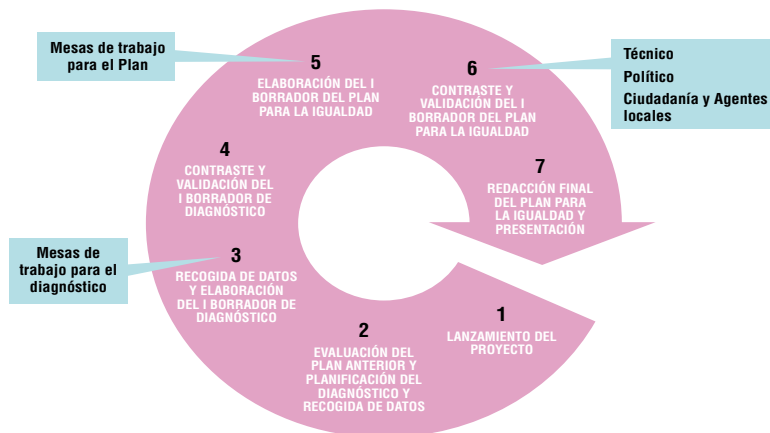 Mesas de trabajo
para el Plan
5
ELABORACIÓN DEL I
BORRADOR DEL PLAN
PARA LA IGUALDAD
6
CONTRASTE Y
VALIDACIÓN DEL I
BORRADOR DEL PLAN
PARA LA IGUALDAD
Técnico
Político
Ciudadanía y Agentes
locales
4
CONTRASTE Y
VALIDACIÓN DEL
I BORRADOR DE
DIAGNÓSTICO
7
REDACCIÓN FINAL
DEL PLAN PARA
LA IGUALDAD Y
PRESENTACIÓN
Mesas de
trabajo para el
diagnóstico
3
RECOGIDA DE DATOS
Y ELABORACIÓN
DEL I BORRADOR DE
DIAGNÓSTICO
2
EVALUACIÓN DEL
PLAN ANTERIOR Y
PLANIFICACIÓN DEL
DIAGNÓSTICO Y
RECOGIDA DE DATOS
1
LANZAMIENTO DEL
PROYECTO